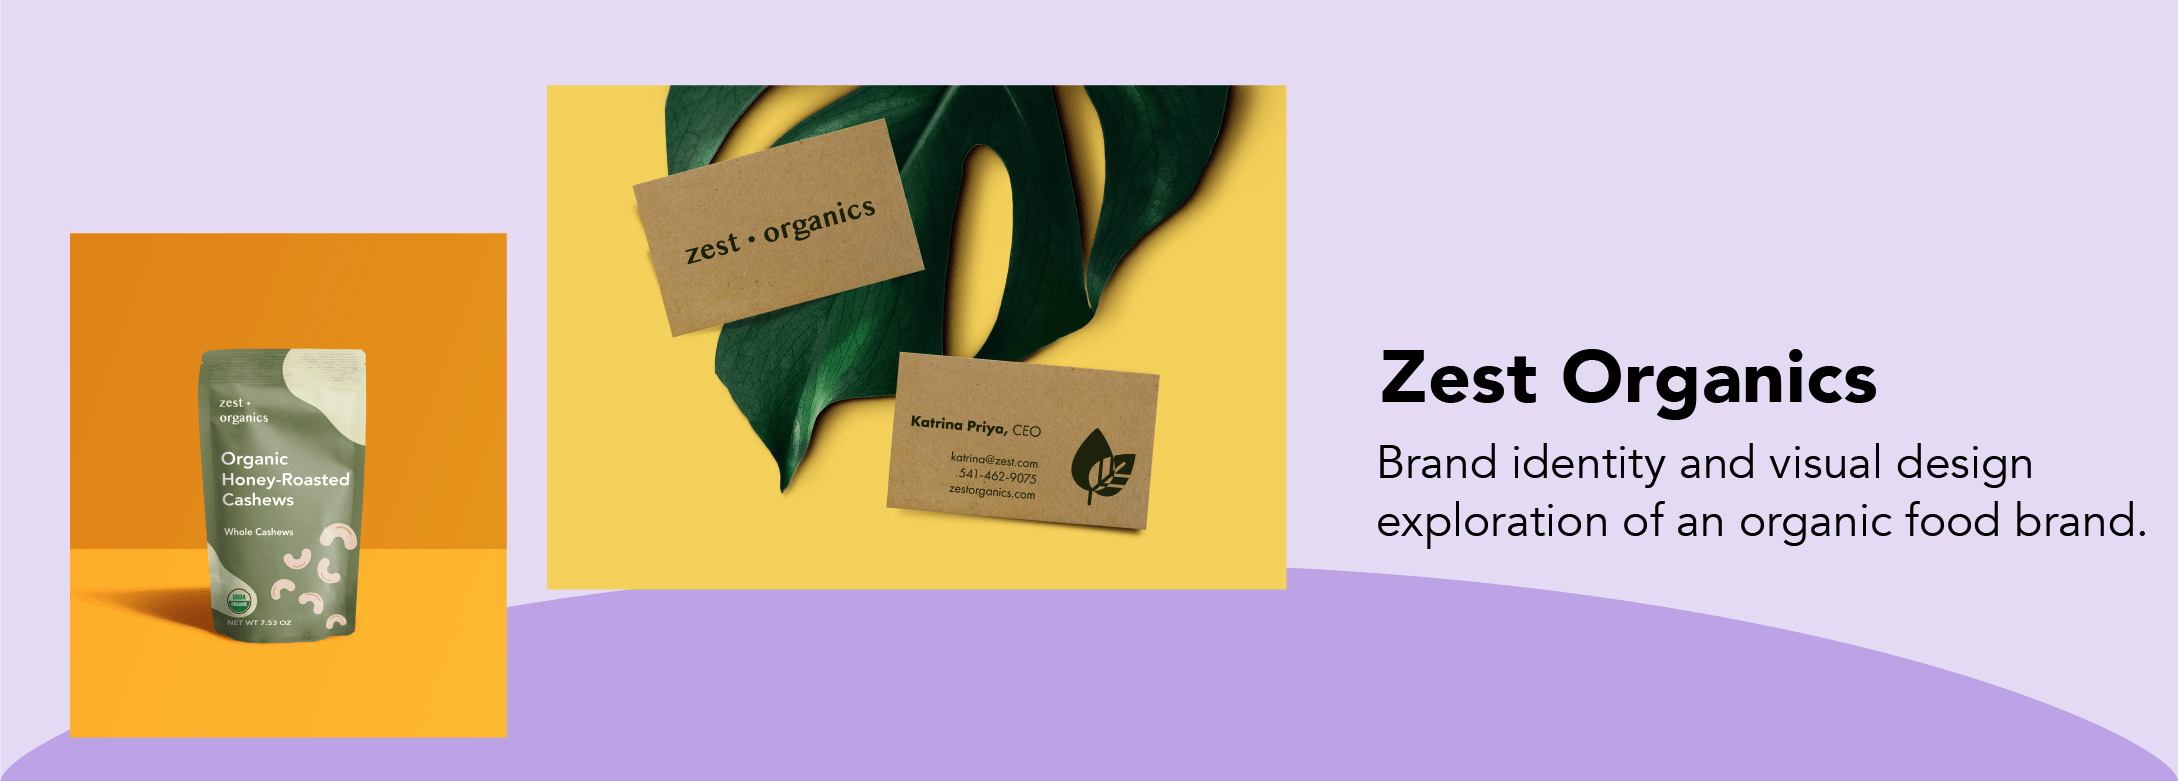 zest •
organics
Organic
Honey-Roasted
Cashews
Whole Cashews
USDA
ORGANIC
NET WT 7.53 OZ
zest • organics
Katrina Priya, CEO
katrina@zest.com
541-462-9075
zestorganics.com
Zest Organics
Brand identity and visual design
exploration of an organic food brand.